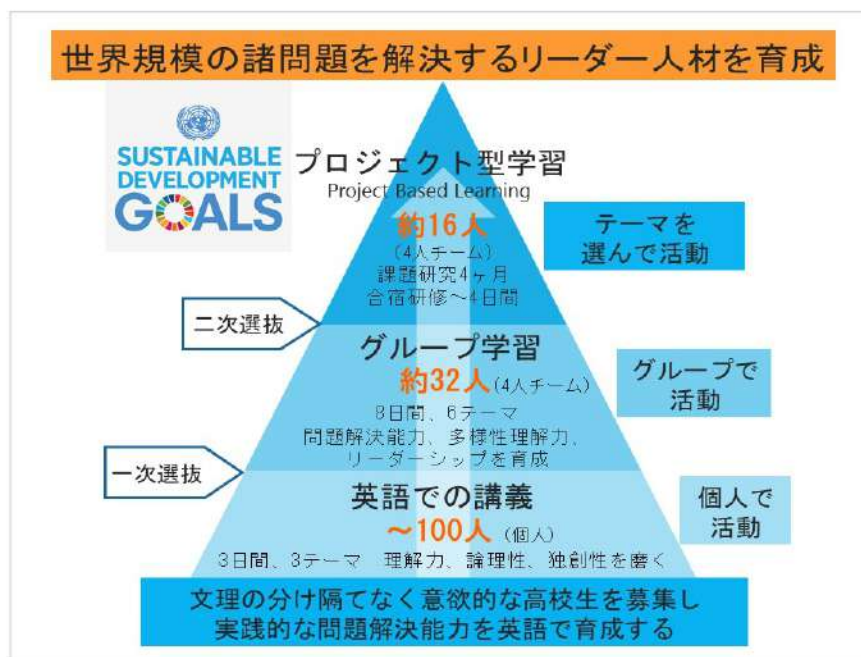 世界規模の諸問題を解決するリーダー人材を育成
SUSTAINABLE
DEVELOPMENT
GOALS
プロジェクト型学習
Project Based Learning
約16人
(4人チーム)
課題研究4ヶ月
合宿研修～4日間
テーマを
選んで活動
二次選抜
グループ学習
約32人(4人チーム)
8日間、6テーマ
問題解決能力、多様性理解力、
リーダーシップを育成
グループで
活動
一次選抜
英語での講義
～100人 (個人)
3日間、3テーマ 理解力、論理性、独創性を磨く
個人で
活動
文理の分け隔てなく意欲的な高校生を募集し
実践的な問題解決能力を英語で育成する